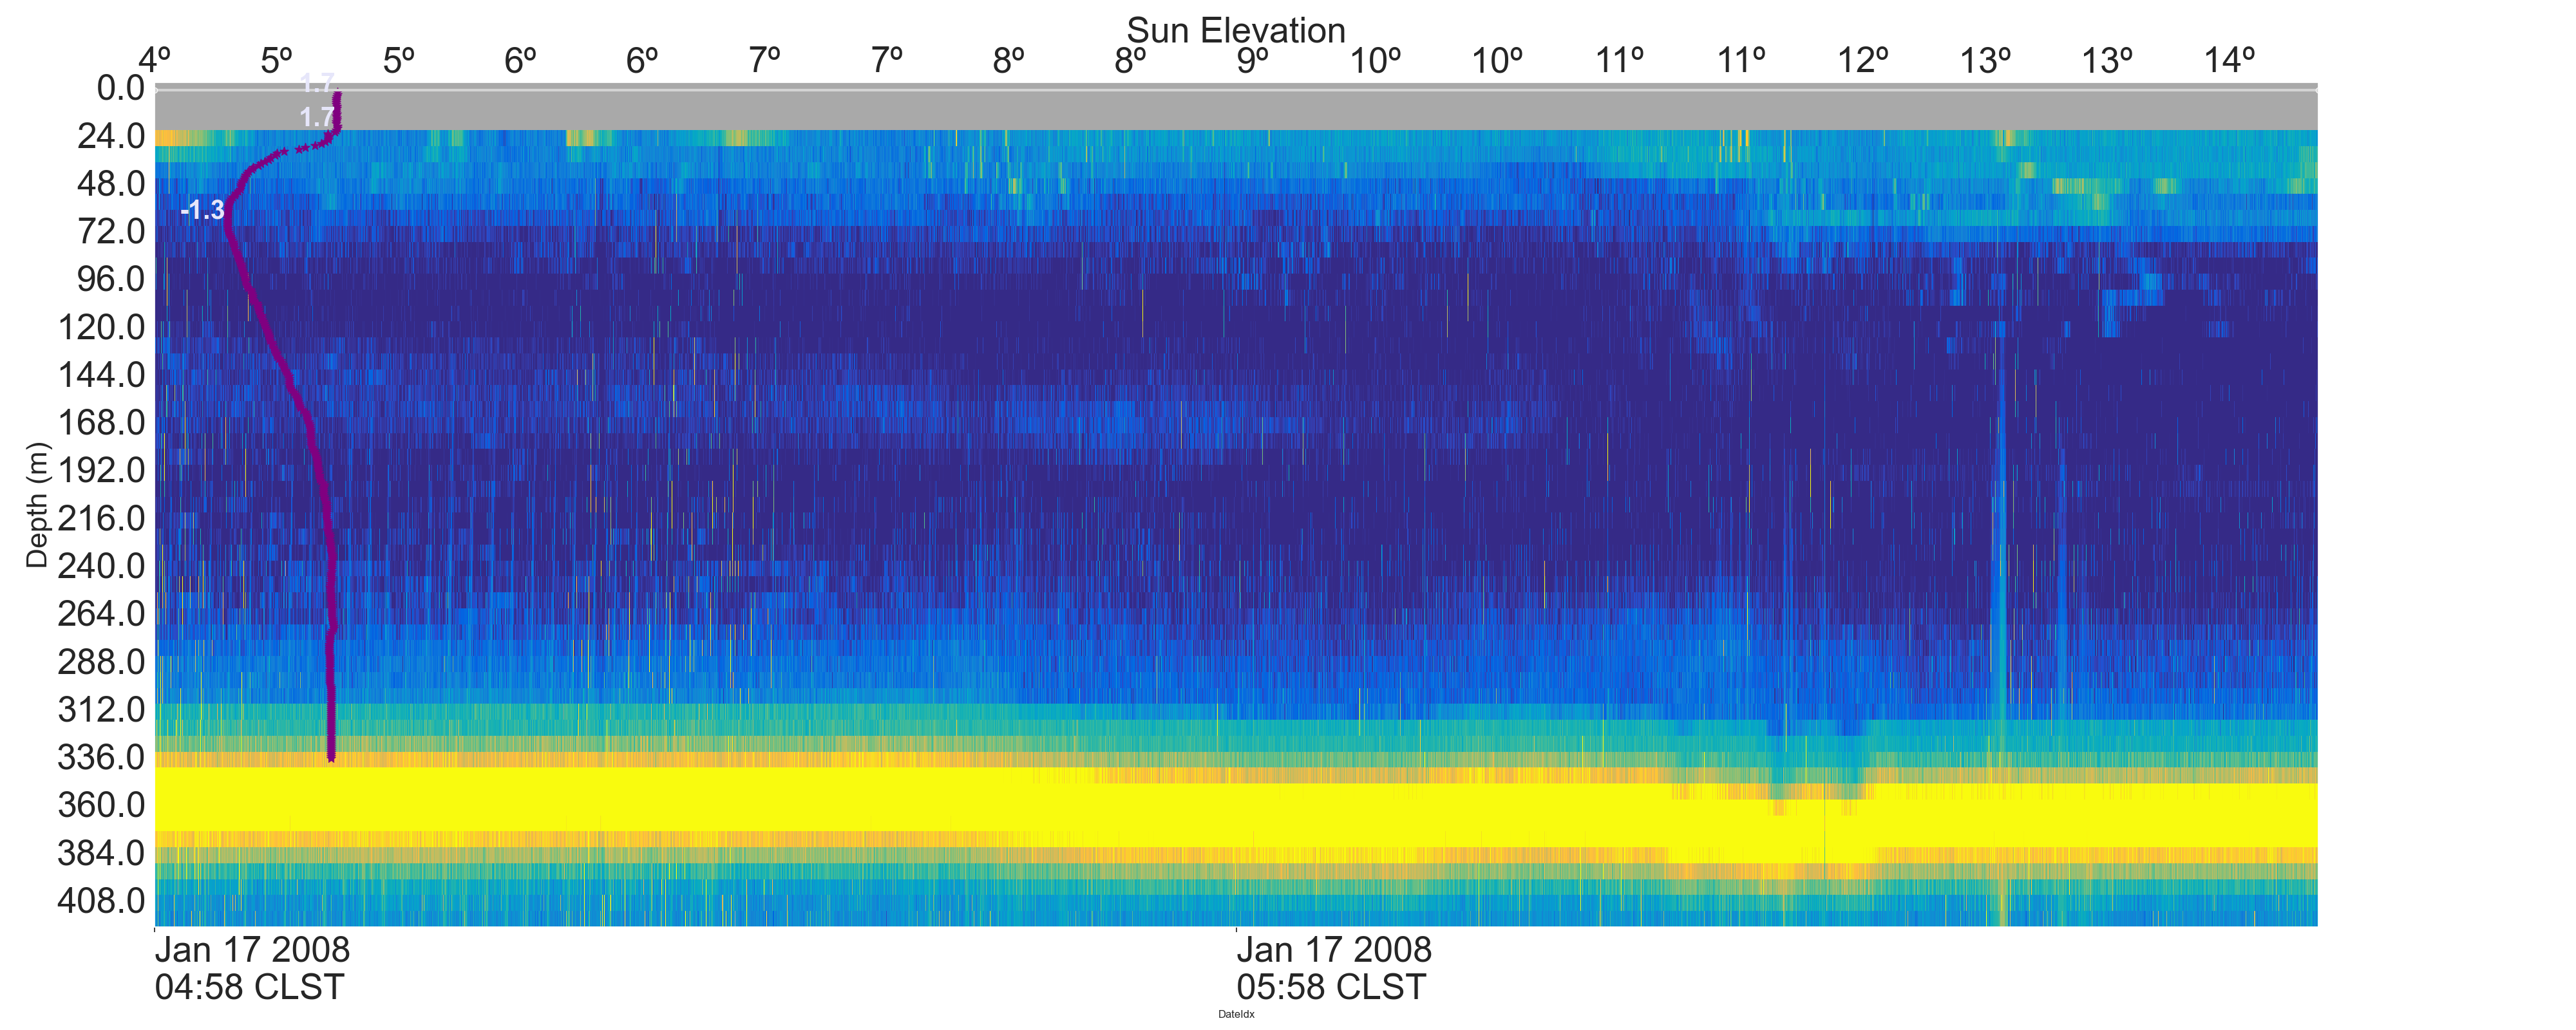 Sun Elevation
4º 5º 5º 6º 6º 7º 7º 8º 8º 9º 10º 10º 11º 11º 12º 13º 13º 14º
0.0
24.0
48.0
72.0
96.0
120.0
144.0
168.0
192.0
216.0
240.0
264.0
288.0
312.0
336.0
360.0
384.0
408.0
Depth (m)
1.7
1.7
-1.3
Jan 17 2008
04:58 CLST
Jan 17 2008
05:58 CLST
DateIdx